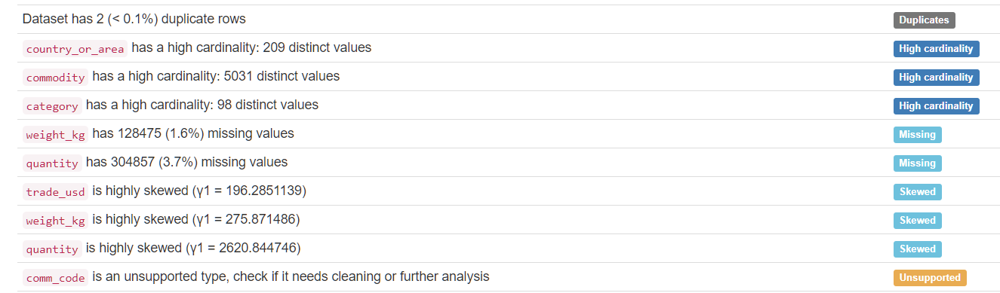 Dataset has 2 (< 0.1%) duplicate rows Duplicates
country_or_area has a high cardinality: 209 distinct values High cardinality
commodity has a high cardinality: 5031 distinct values High cardinality
category has a high cardinality: 98 distinct values High cardinality
weight_kg has 128475 (1.6%) missing values Missing
quantity has 304857 (3.7%) missing values Missing
trade_usd is highly skewed (γ1 = 196.2851139) Skewed
weight_kg is highly skewed (γ1 = 275.871486) Skewed
quantity is highly skewed (γ1 = 2620.844746) Skewed
comm_code is an unsupported type, check if it needs cleaning or further analysis Unsupported